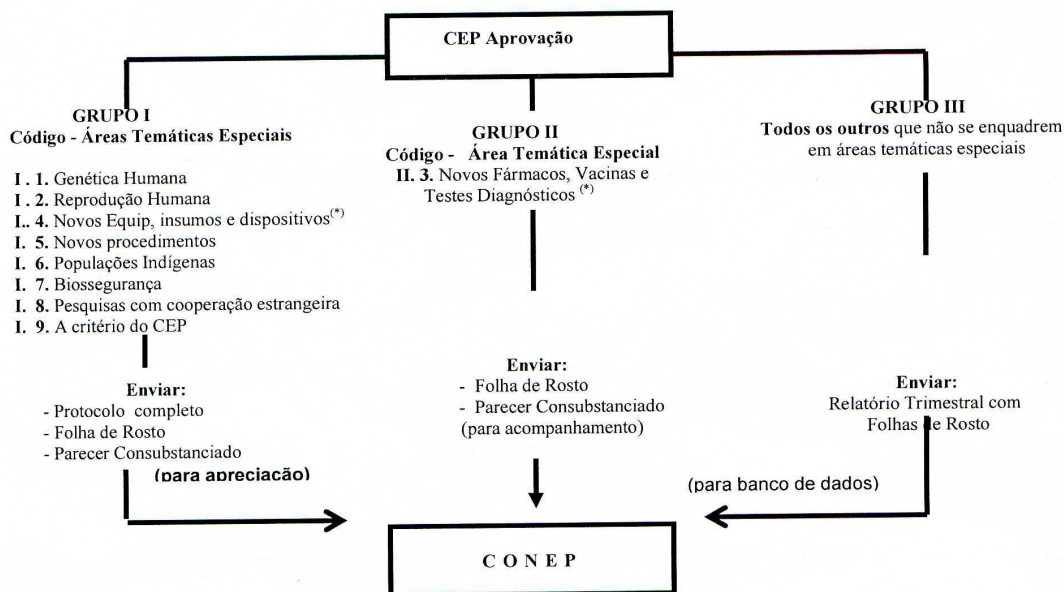 CEP Aprovação
GRUPO I
Código - Áreas Temáticas Especiais
I . 1. Genética Humana
I . 2. Reprodução Humana
I.. 4. Novos Equip, insumos e dispositivos(*)
I. 5. Novos procedimentos
I. 6. Populações Indígenas
I. 7. Biossegurança
I. 8. Pesquisas com cooperação estrangeira
I. 9. A critério do CEP
Enviar:
- Protocolo completo
- Folha de Rosto
- Parecer Consubstanciado
(para apreciação)
GRUPO II
Código - Área Temática Especial
II. 3. Novos Fármacos, Vacinas e
Testes Diagnósticos (*)
Enviar:
- Folha de Rosto
- Parecer Consubstanciado
(para acompanhamento)
GRUPO III
Todos os outros que não se enquadrem
em áreas temáticas especiais
Enviar:
Relatório Trimestral com
Folhas de Rosto
(para banco de dados)
C O N E P